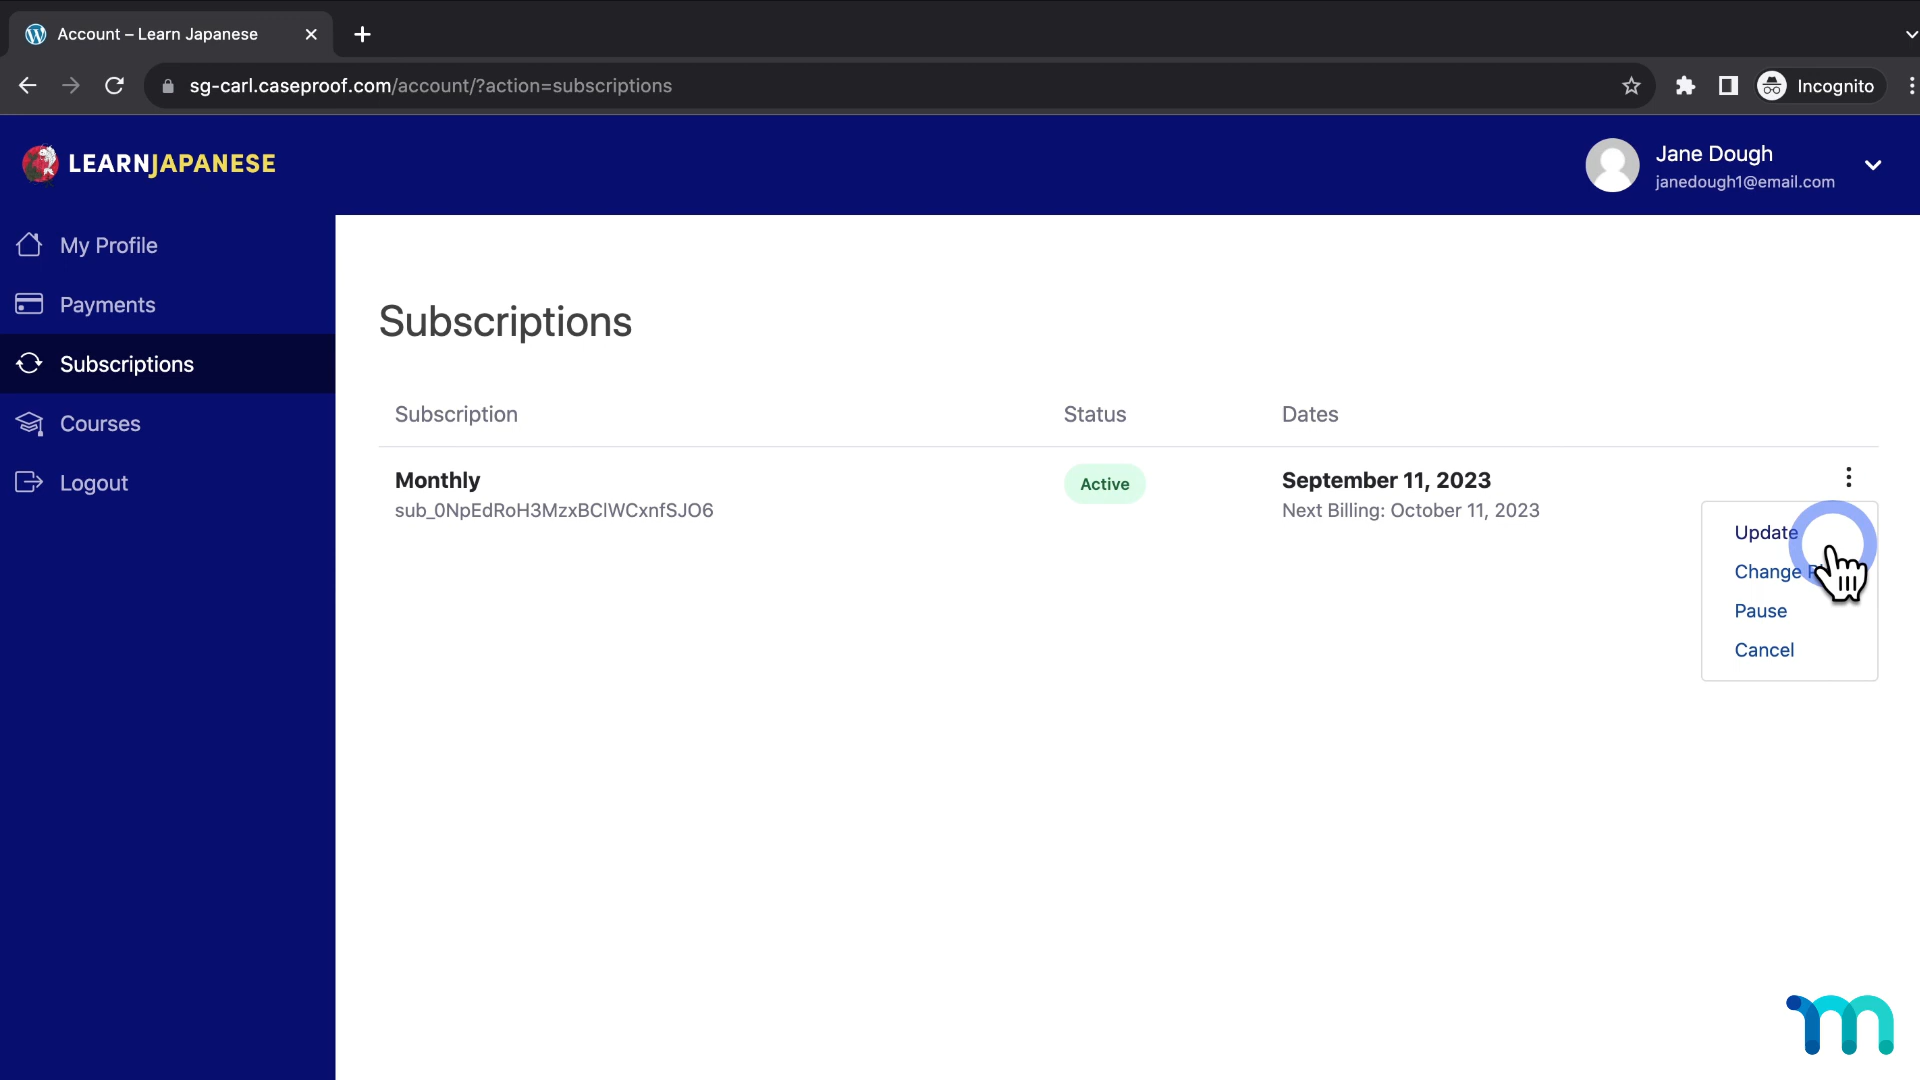 Account – Learn Japanese
sg-carl.caseproof.com/account/?action=subscriptions
Incognito
LEARNJAPANESE
Jane Dough
janedough1@email.com
My Profile
Payments
Subscriptions
Courses
Logout
Subscriptions
Subscription Status Dates
Monthly Active September 11, 2023
sub_0NpEdRoH3MzxBCIWCxnfSJO6 Next Billing: October 11, 2023
Update
Change
Pause
Cancel